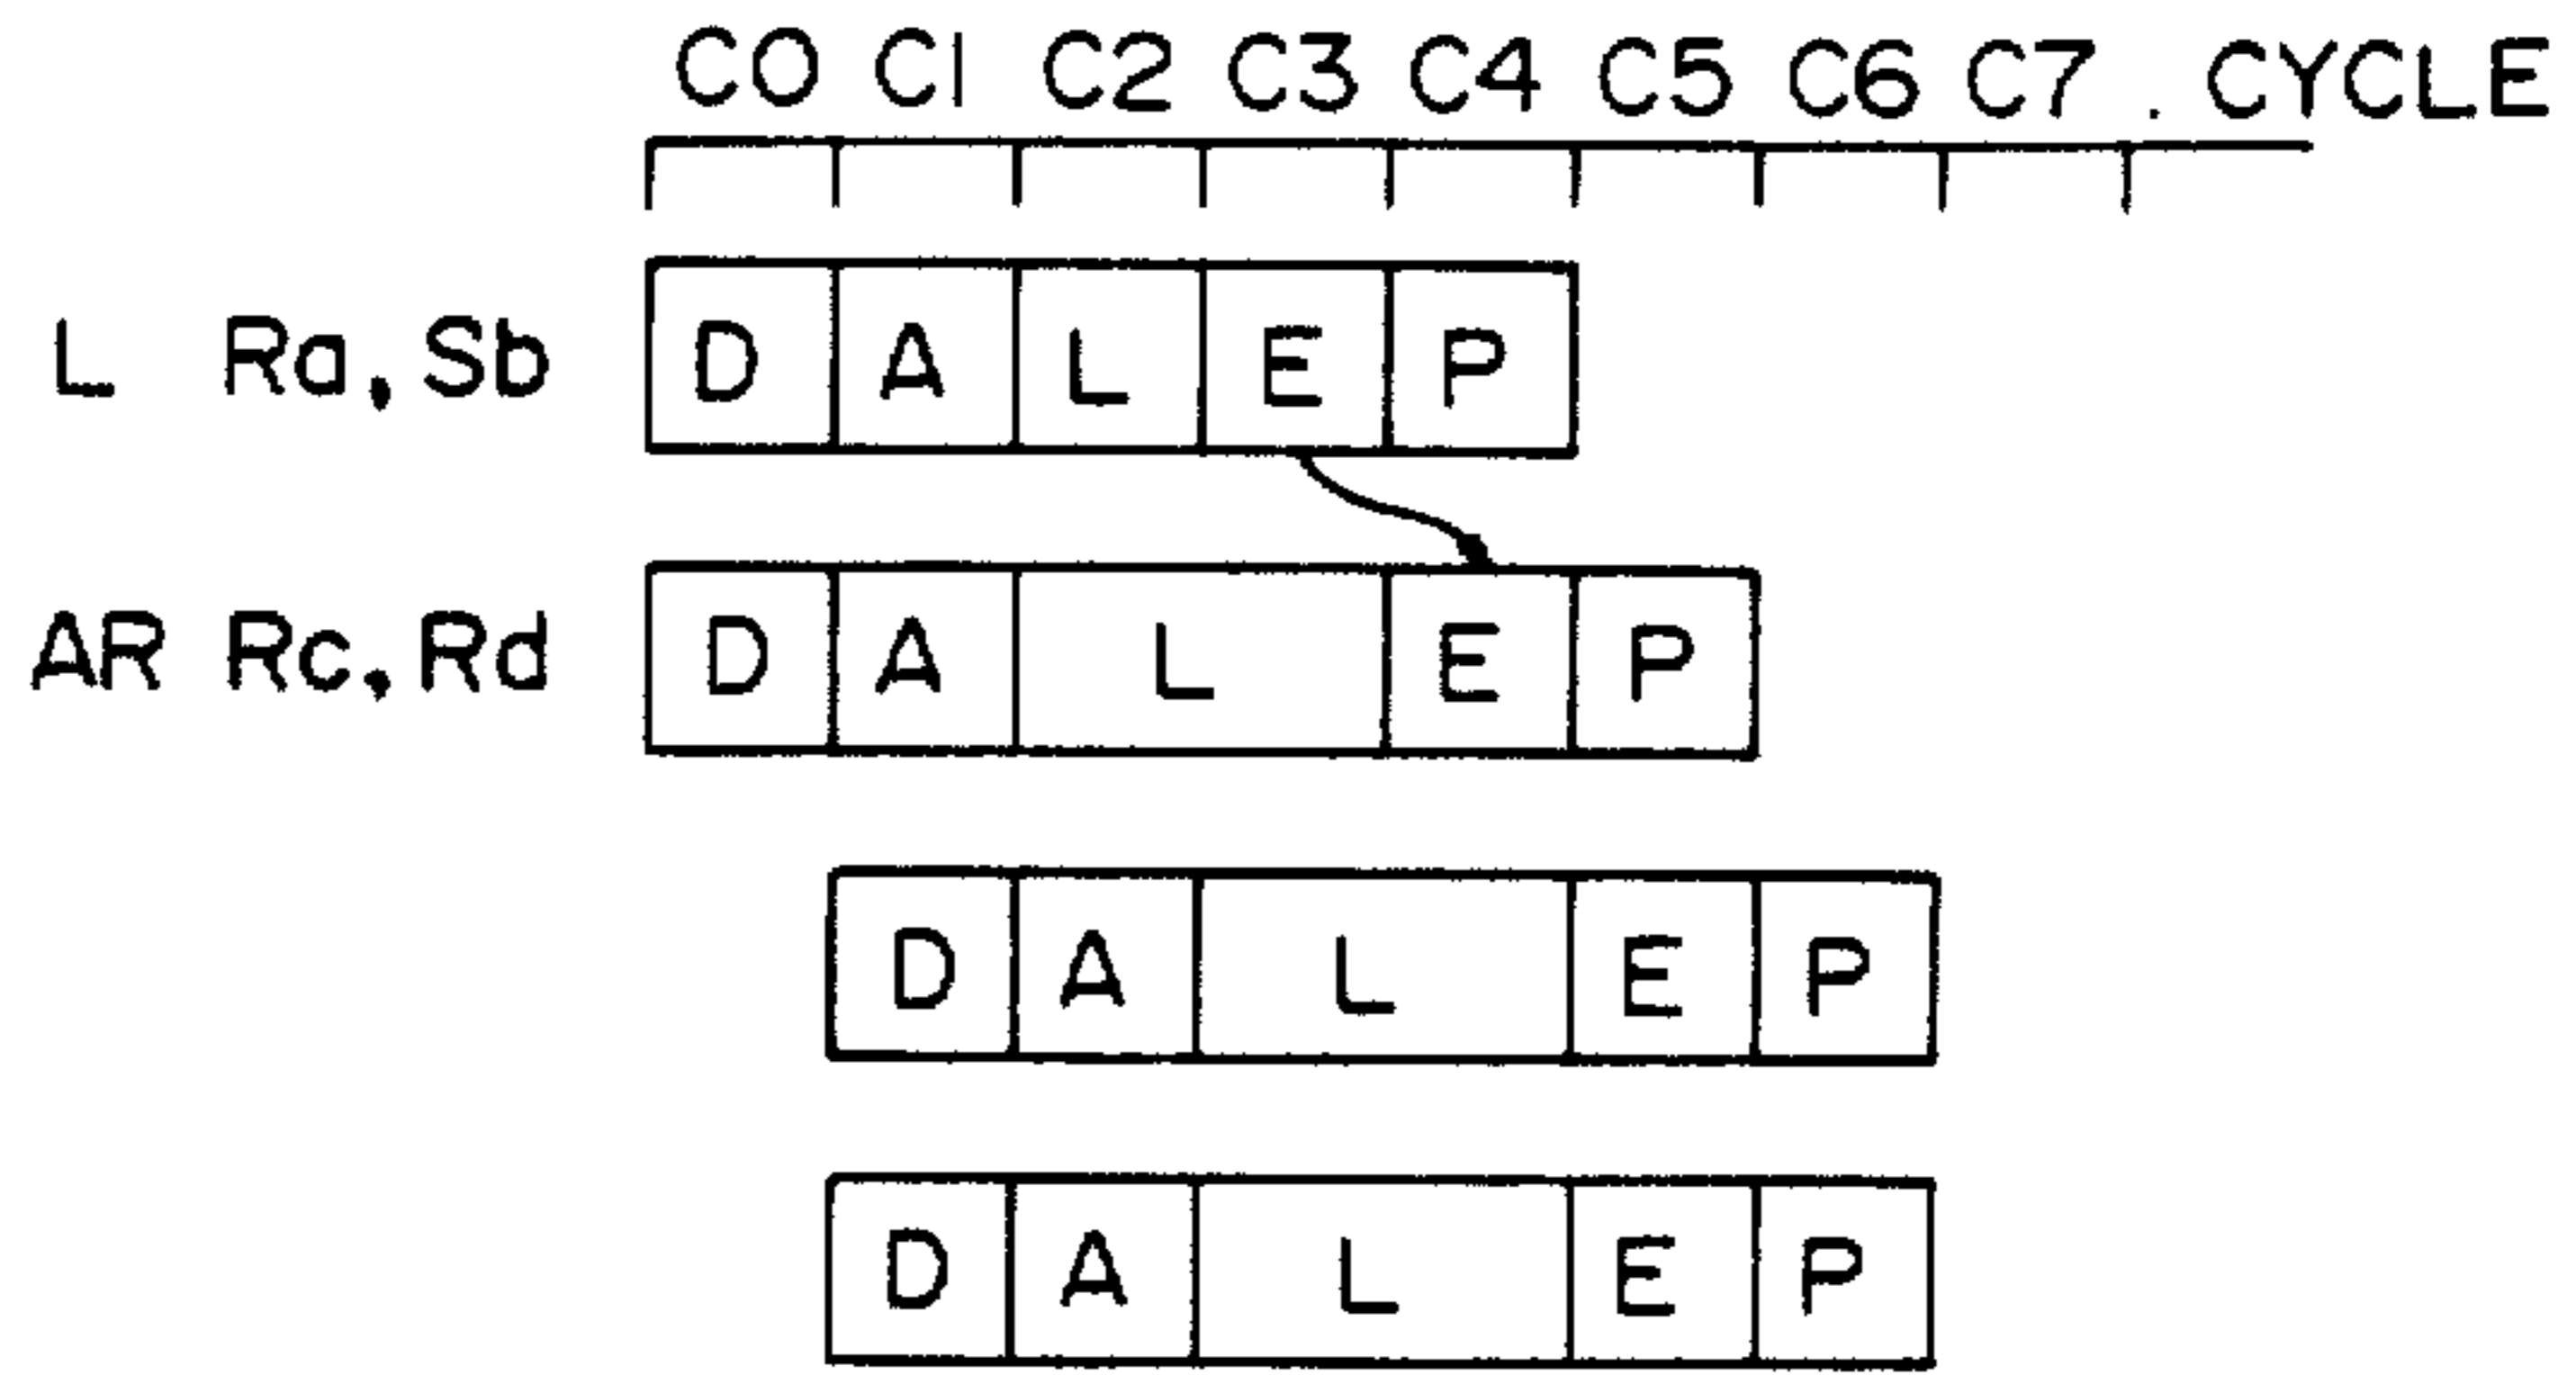 C0 C1 C2 C3 C4 C5 C6 C7 . CYCLE
L Ra,Sb D A L E P
AR Rc,Rd D A L E P
D A L E P
D A L E P